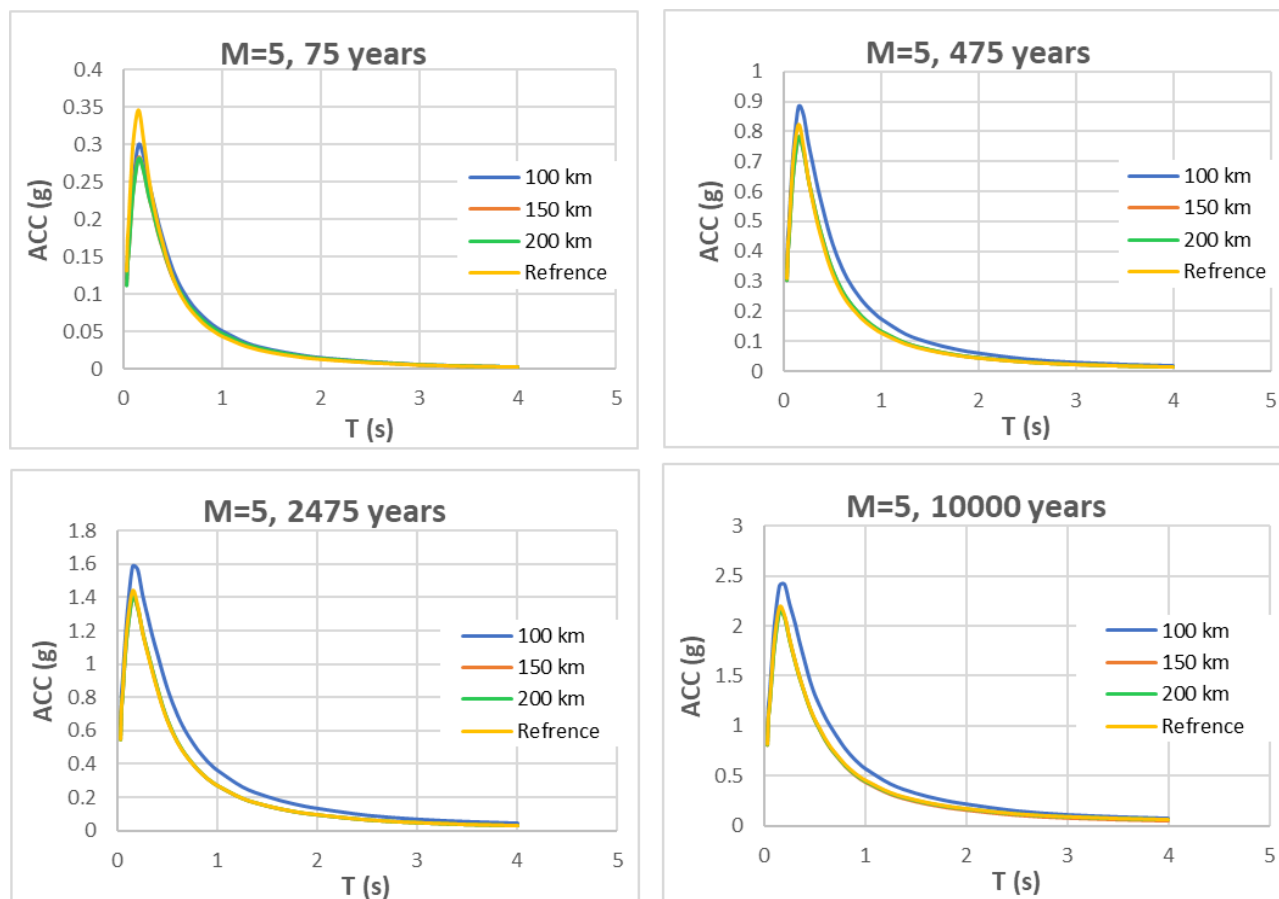 M=5, 75 years
0.4
0.35
0.3
0.25
0.2
0.15
0.1
0.05
0
ACC (g)
0 1 2 3 4 5
T (s)
100 km
150 km
200 km
Refrence
M=5, 475 years
1
0.9
0.8
0.7
0.6
0.5
0.4
0.3
0.2
0.1
0
ACC (g)
0 1 2 3 4 5
T (s)
100 km
150 km
200 km
Refrence
M=5, 2475 years
1.8
1.6
1.4
1.2
1
0.8
0.6
0.4
0.2
0
ACC (g)
0 1 2 3 4 5
T (s)
100 km
150 km
200 km
Refrence
M=5, 10000 years
3
2.5
2
1.5
1
0.5
0
ACC (g)
0 1 2 3 4 5
T (s)
100 km
150 km
200 km
Refrence